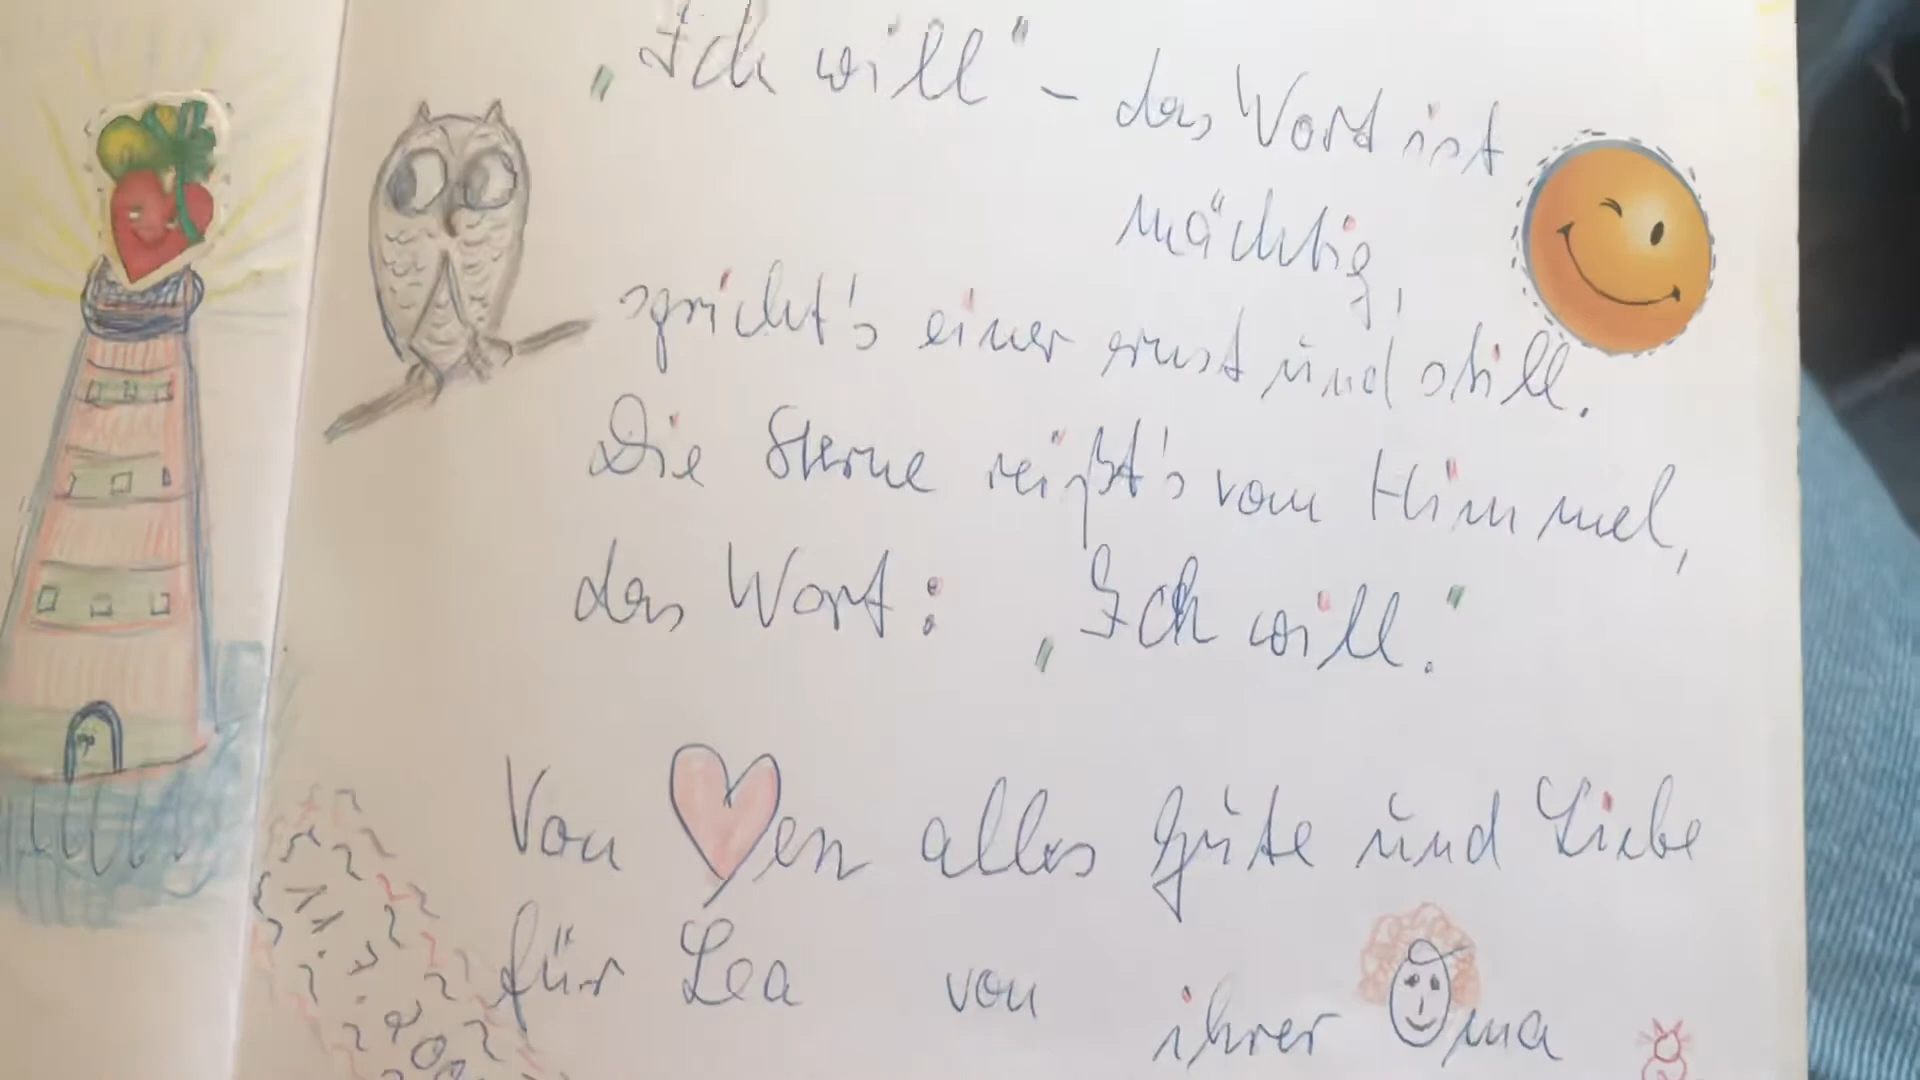 „Ich will" – das Wort ist
mächtig,
spricht's einer ernst und still.
Die Sterne reißt's vom Himmel,
das Wort: „Ich will."
Von ♥en alles Gute und Liebe
für Lea von ihrer Oma